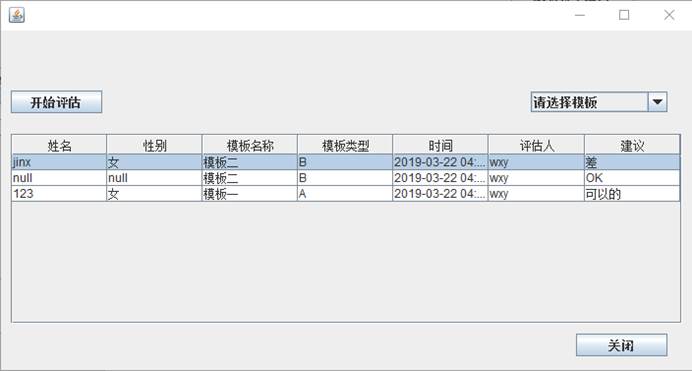 开始评估 请选择模板
姓名 性别 模板名称 模板类型 时间 评估人 建议
jinx 女 模板二 B 2019-03-22 04:... wxy 差
null null 模板二 B 2019-03-22 04:... wxy OK
123 女 模板一 A 2019-03-22 04:... wxy 可以的
关闭